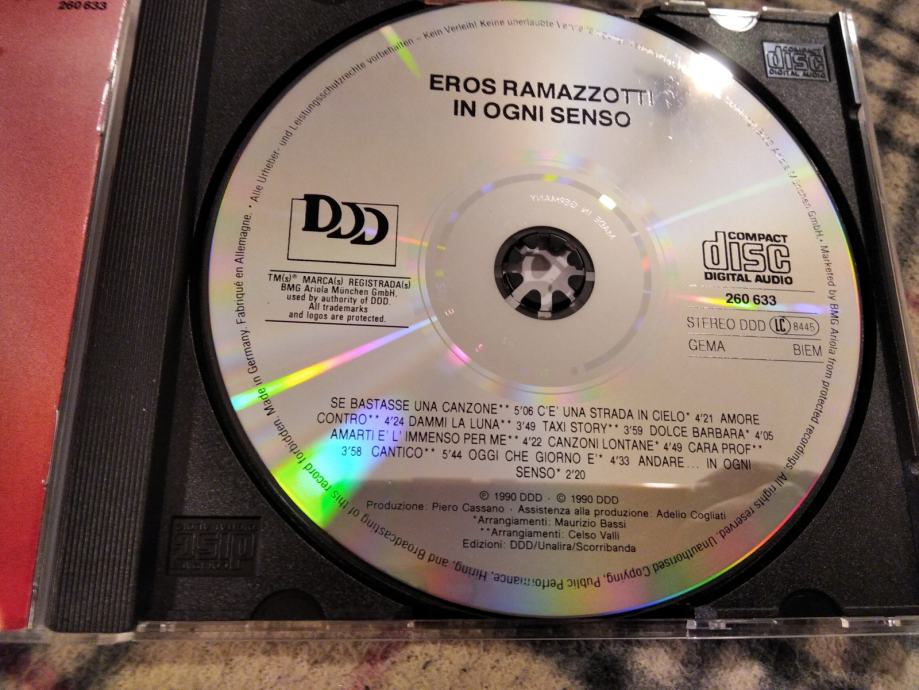 260 633
EROS RAMAZZOTTI
IN OGNI SENSO
DDD
TM(s)® MARCA(s) REGISTRADA(s)
BMG Ariola München GmbH.
used by authority of DDD.
All trademarks
and logos are protected.
MADE IN GERMANY
COMPACT
disc
DIGITAL AUDIO
COMPACT
disc
DIGITAL AUDIO
260 633
STEREO DDD LC 8445
GEMA BIEM
SE BASTASSE UNA CANZONE** 5'06 C'E' UNA STRADA IN CIELO* 4'21 AMORE
CONTRO** 4'24 DAMMI LA LUNA** 3'49 TAXI STORY** 3'59 DOLCE BARBARA* 4'05
AMARTI E' L' IMMENSO PER ME** 4'22 CANZONI LONTANE* 4'49 CARA PROF**
3'58 CANTICO** 5'44 OGGI CHE GIORNO E'* 4'33 ANDARE... IN OGNI
SENSO* 2'20
℗ 1990 DDD · © 1990 DDD
Produzione: Piero Cassano · Assistenza alla produzione: Adelio Cogliati
*Arrangiamenti: Maurizio Bassi
**Arrangiamenti: Celso Valli
Edizioni: DDD/Unalira/Scorribanda
Made in Germany. Fabriqué en Allemagne. • Alle Urheber- und Leistungsschutzrechte vorbehalten – Kein Verleih! Keine unerlaubte
München GmbH. • Marketed by BMG Ariola from protected recordings. All rights reserved. Unauthorised Copying, Public Performance, Hiring, and Broadcasting of this record forbidden.